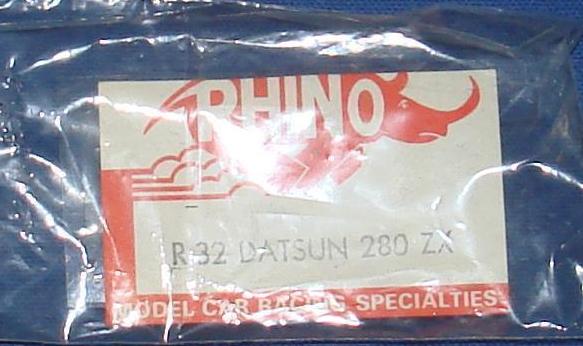 RHINO
R 32 DATSUN 280 ZX
MODEL CAR RACING SPECIALTIES